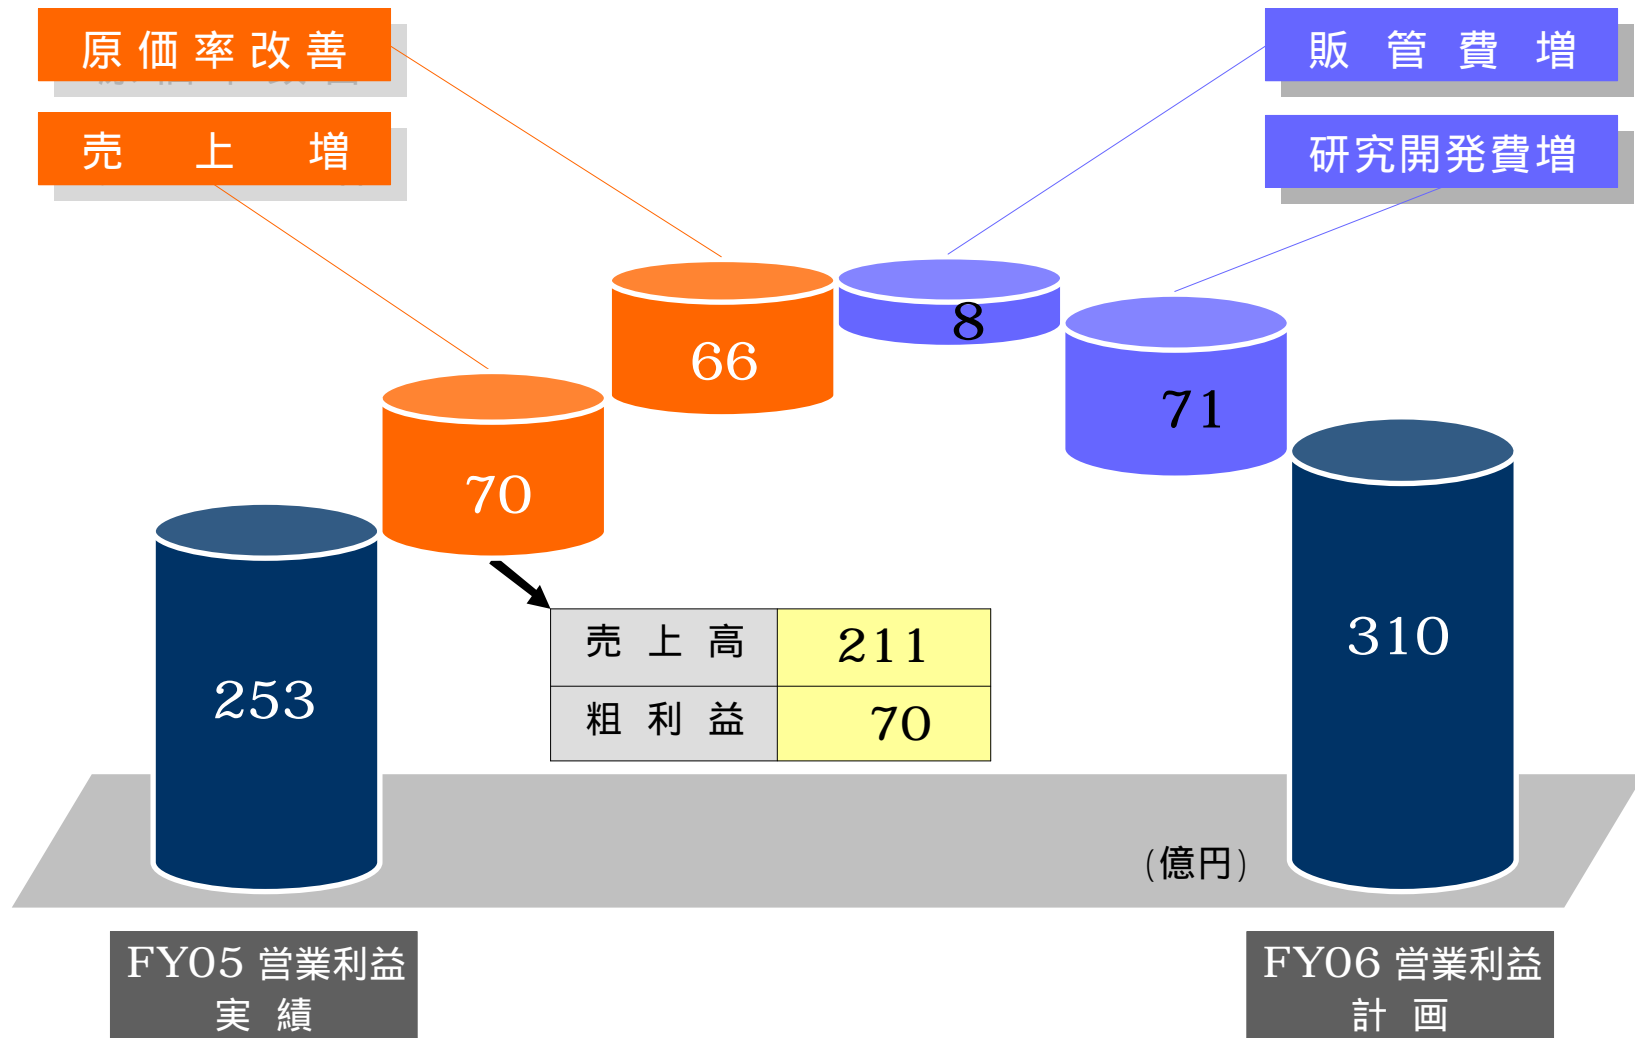 原価率改善
売上増
販管費増
研究開発費増
66
8
71
70
253
310
売上高 211
粗利益 70
(億円)
FY05 営業利益
実績
FY06 営業利益
計画